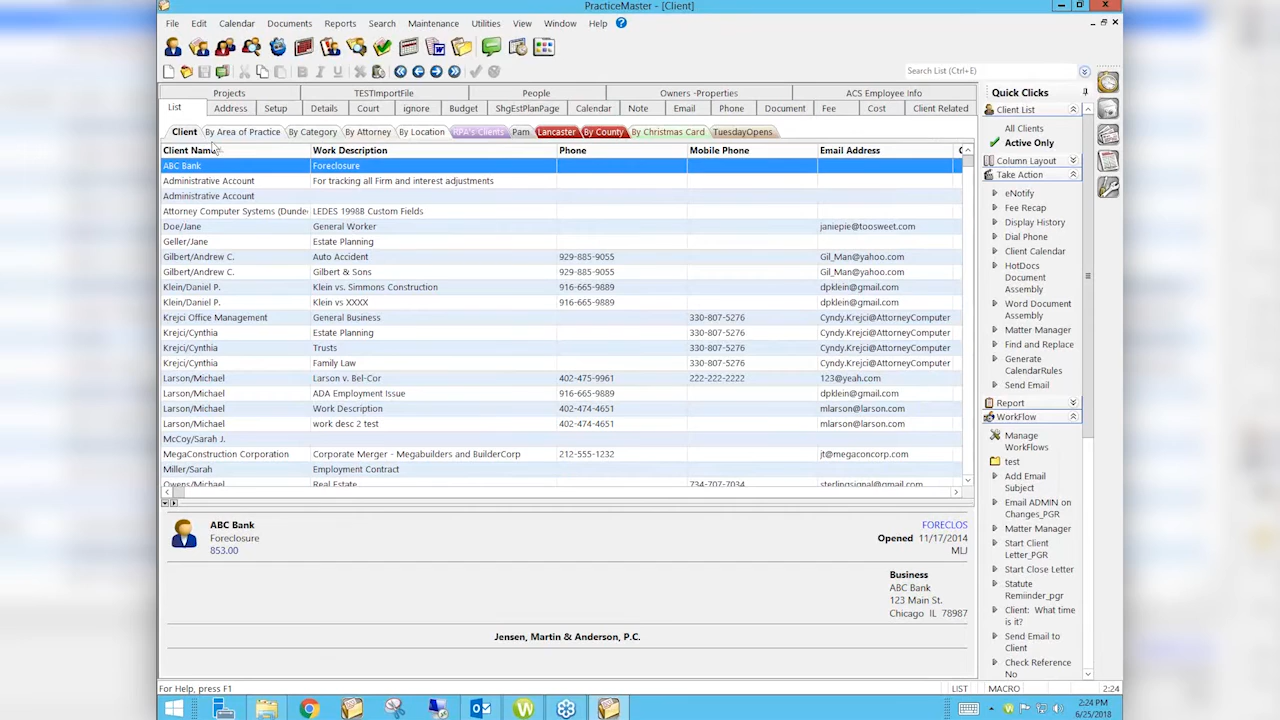 PracticeMaster - [Client]
File Edit Calendar Documents Reports Search Maintenance Utilities View Window Help
Search List (Ctrl+E)
Projects TESTImportFile People Owners -Properties ACS Employee Info
List Address Setup Details Court ignore Budget ShgEstPlanPage Calendar Note Email Phone Document Fee Cost Client Related
Client By Area of Practice By Category By Attorney By Location RPA's Clients Pam Lancaster By County By Christmas Card TuesdayOpens
Client Name Work Description Phone Mobile Phone Email Address
ABC Bank Foreclosure
Administrative Account For tracking all Firm and interest adjustments
Administrative Account
Attorney Computer Systems (Dunde LEDES 1998B Custom Fields
Doe/Jane General Worker janiepie@toosweet.com
Geller/Jane Estate Planning
Gilbert/Andrew C. Auto Accident 929-885-9055 Gil_Man@yahoo.com
Gilbert/Andrew C. Gilbert & Sons 929-885-9055 Gil_Man@yahoo.com
Klein/Daniel P. Klein vs. Simmons Construction 916-665-9889 dpklein@gmail.com
Klein/Daniel P. Klein vs XXXX 916-665-9889 dpklein@gmail.com
Krejci Office Management General Business 330-807-5276 Cyndy.Krejci@AttorneyComputer
Krejci/Cynthia Estate Planning 330-807-5276 Cyndy.Krejci@AttorneyComputer
Krejci/Cynthia Trusts 330-807-5276 Cyndy.Krejci@AttorneyComputer
Krejci/Cynthia Family Law 330-807-5276 Cyndy.Krejci@AttorneyComputer
Larson/Michael Larson v. Bel-Cor 402-475-9961 222-222-2222 123@yeah.com
Larson/Michael ADA Employment Issue 916-665-9889 dpklein@gmail.com
Larson/Michael Work Description 402-474-4651 mlarson@larson.com
Larson/Michael work desc 2 test 402-474-4651 mlarson@larson.com
McCoy/Sarah J.
MegaConstruction Corporation Corporate Merger - Megabuilders and BuilderCorp 212-555-1232 jt@megaconcorp.com
Miller/Sarah Employment Contract
Owens/Michael Real Estate 734-707-7034 sterlingsignal@gmail.com
ABC Bank FORECLOS
Foreclosure Opened 11/17/2014
853.00 MLJ
Business
ABC Bank
123 Main St.
Chicago IL 78987
Jensen, Martin & Anderson, P.C.
Quick Clicks
Client List
All Clients
Active Only
Column Layout
Take Action
eNotify
Fee Recap
Display History
Dial Phone
Client Calendar
HotDocs
Document
Assembly
Word Document
Assembly
Matter Manager
Find and Replace
Generate
CalendarRules
Send Email
Report
WorkFlow
Manage
WorkFlows
test
Add Email
Subject
Email ADMIN on
Changes_PGR
Matter Manager
Start Client
Letter_PGR
Start Close Letter
Statute
Remiinder_pgr
Client: What time
is it?
Send Email to
Client
Check Reference
No
For Help, press F1 LIST MACRO 2:24
2:24 PM
6/25/2018